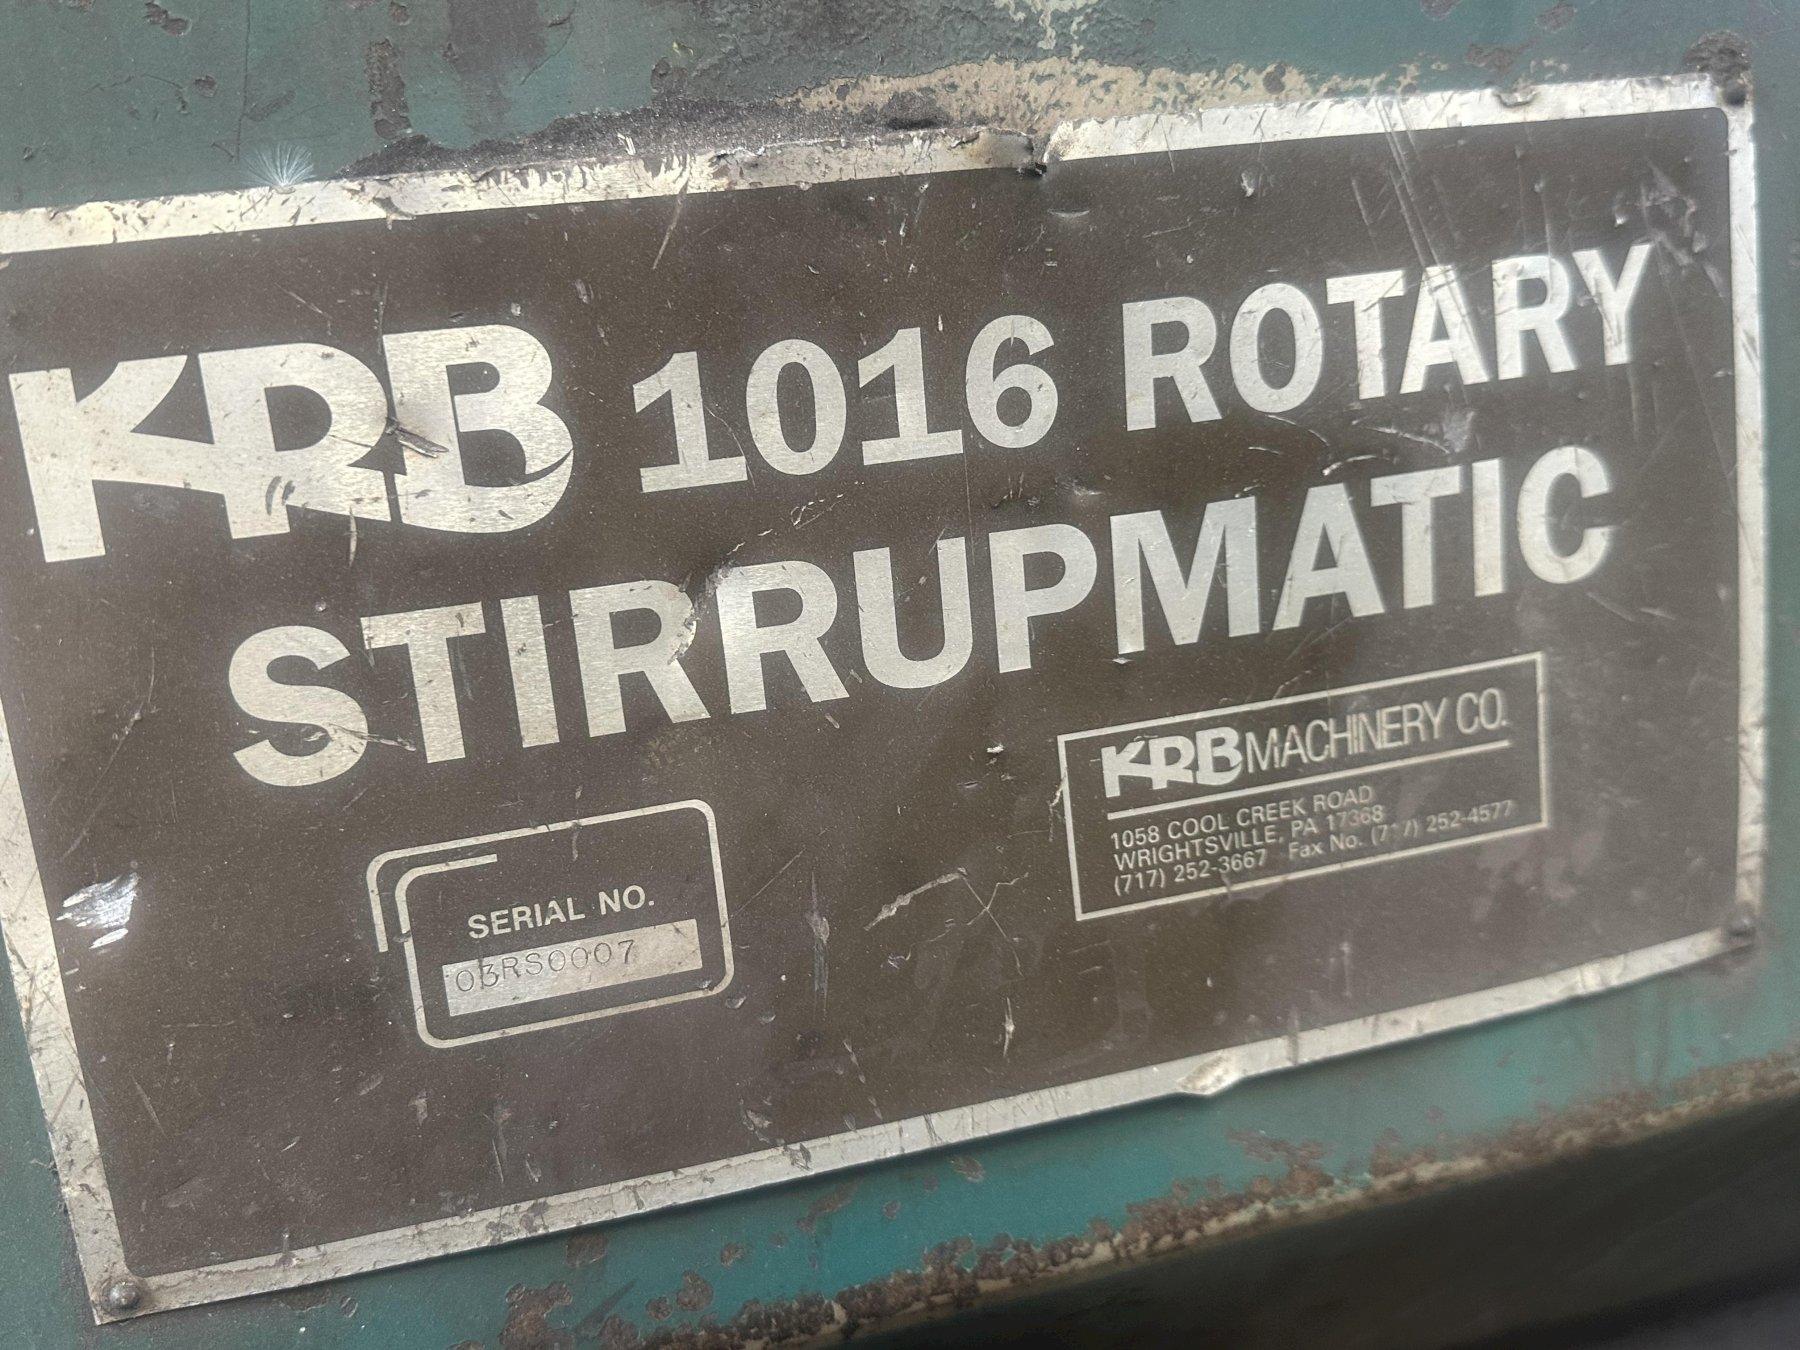 KRB 1016 ROTARY
STIRRUPMATIC
SERIAL NO.
03RS0007
KRB MACHINERY CO.
1058 COOL CREEK ROAD
WRIGHTSVILLE, PA 17368
(717) 252-3667 Fax No. (717) 252-4577